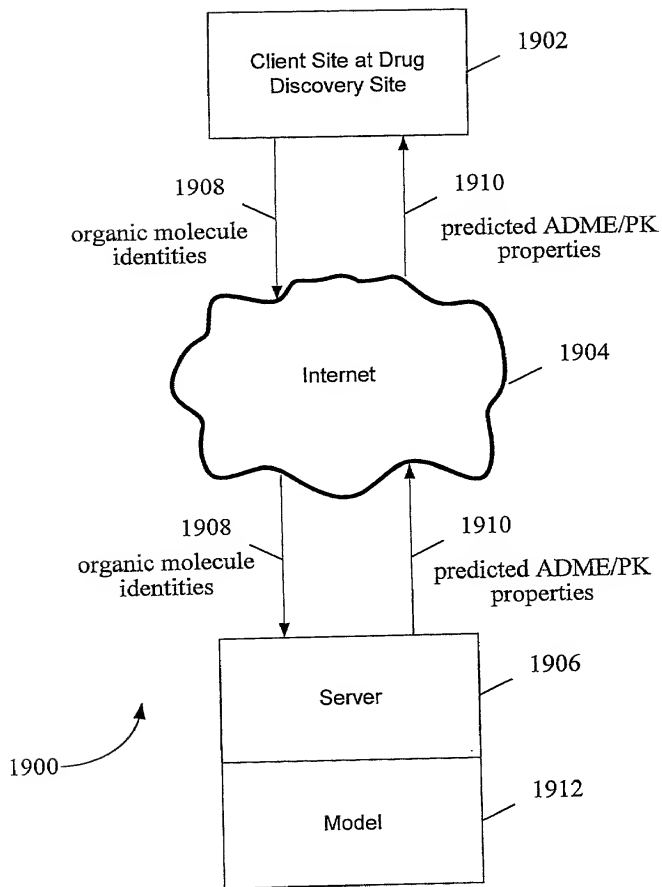 1902
Client Site at Drug
Discovery Site
1908
organic molecule
identities
1910
predicted ADME/PK
properties
Internet
1904
1908
organic molecule
identities
1910
predicted ADME/PK
properties
Server
1906
1900
Model
1912